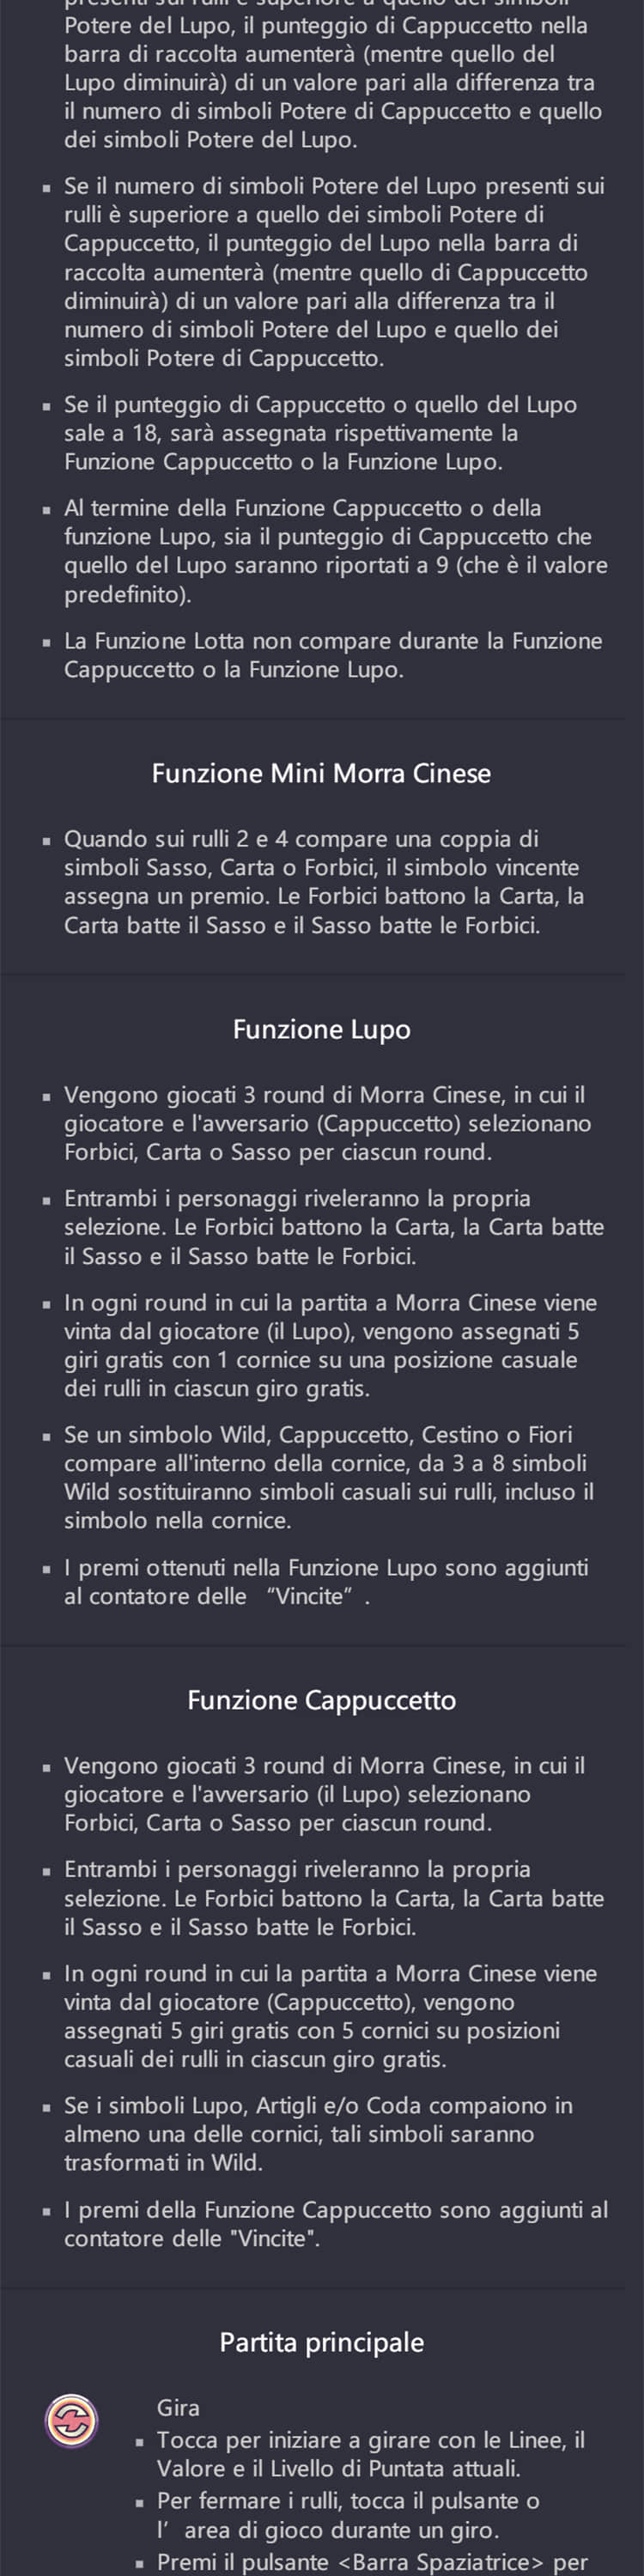 Potere del Lupo, il punteggio di Cappuccetto nella
barra di raccolta aumenterà (mentre quello del
Lupo diminuirà) di un valore pari alla differenza tra
il numero di simboli Potere di Cappuccetto e quello
dei simboli Potere del Lupo.
▪ Se il numero di simboli Potere del Lupo presenti sui
rulli è superiore a quello dei simboli Potere di
Cappuccetto, il punteggio del Lupo nella barra di
raccolta aumenterà (mentre quello di Cappuccetto
diminuirà) di un valore pari alla differenza tra il
numero di simboli Potere del Lupo e quello dei
simboli Potere di Cappuccetto.
▪ Se il punteggio di Cappuccetto o quello del Lupo
sale a 18, sarà assegnata rispettivamente la
Funzione Cappuccetto o la Funzione Lupo.
▪ Al termine della Funzione Cappuccetto o della
funzione Lupo, sia il punteggio di Cappuccetto che
quello del Lupo saranno riportati a 9 (che è il valore
predefinito).
▪ La Funzione Lotta non compare durante la Funzione
Cappuccetto o la Funzione Lupo.
Funzione Mini Morra Cinese
▪ Quando sui rulli 2 e 4 compare una coppia di
simboli Sasso, Carta o Forbici, il simbolo vincente
assegna un premio. Le Forbici battono la Carta, la
Carta batte il Sasso e il Sasso batte le Forbici.
Funzione Lupo
▪ Vengono giocati 3 round di Morra Cinese, in cui il
giocatore e l'avversario (Cappuccetto) selezionano
Forbici, Carta o Sasso per ciascun round.
▪ Entrambi i personaggi riveleranno la propria
selezione. Le Forbici battono la Carta, la Carta batte
il Sasso e il Sasso batte le Forbici.
▪ In ogni round in cui la partita a Morra Cinese viene
vinta dal giocatore (il Lupo), vengono assegnati 5
giri gratis con 1 cornice su una posizione casuale
dei rulli in ciascun giro gratis.
▪ Se un simbolo Wild, Cappuccetto, Cestino o Fiori
compare all'interno della cornice, da 3 a 8 simboli
Wild sostituiranno simboli casuali sui rulli, incluso il
simbolo nella cornice.
▪ I premi ottenuti nella Funzione Lupo sono aggiunti
al contatore delle “Vincite” .
Funzione Cappuccetto
▪ Vengono giocati 3 round di Morra Cinese, in cui il
giocatore e l'avversario (il Lupo) selezionano
Forbici, Carta o Sasso per ciascun round.
▪ Entrambi i personaggi riveleranno la propria
selezione. Le Forbici battono la Carta, la Carta batte
il Sasso e il Sasso batte le Forbici.
▪ In ogni round in cui la partita a Morra Cinese viene
vinta dal giocatore (Cappuccetto), vengono
assegnati 5 giri gratis con 5 cornici su posizioni
casuali dei rulli in ciascun giro gratis.
▪ Se i simboli Lupo, Artigli e/o Coda compaiono in
almeno una delle cornici, tali simboli saranno
trasformati in Wild.
▪ I premi della Funzione Cappuccetto sono aggiunti al
contatore delle "Vincite".
Partita principale
Gira
▪ Tocca per iniziare a girare con le Linee, il
Valore e il Livello di Puntata attuali.
▪ Per fermare i rulli, tocca il pulsante o
l’ area di gioco durante un giro.
▪ Premi il pulsante <Barra Spaziatrice> per